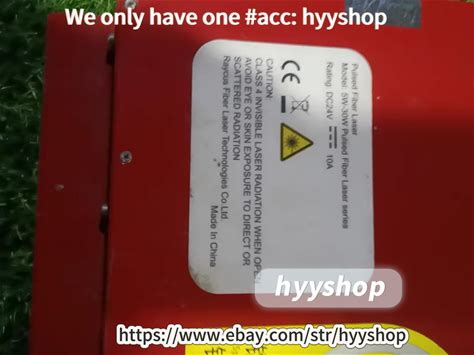 We only have one #acc: hyyshop
Pulsed Fiber Laser
Model: 5W-30W Pulsed Fiber Laser series
Rating: DC24V 10A
CAUTION:
CLASS 4 INVISIBLE LASER RADIATION WHEN OPEN
AVOID EYE OR SKIN EXPOSURE TO DIRECT OR
SCATTERED RADIATION
Raycus Fiber Laser Technologies Co.Ltd
Made In China
hyyshop
https://www.ebay.com/str/hyyshop